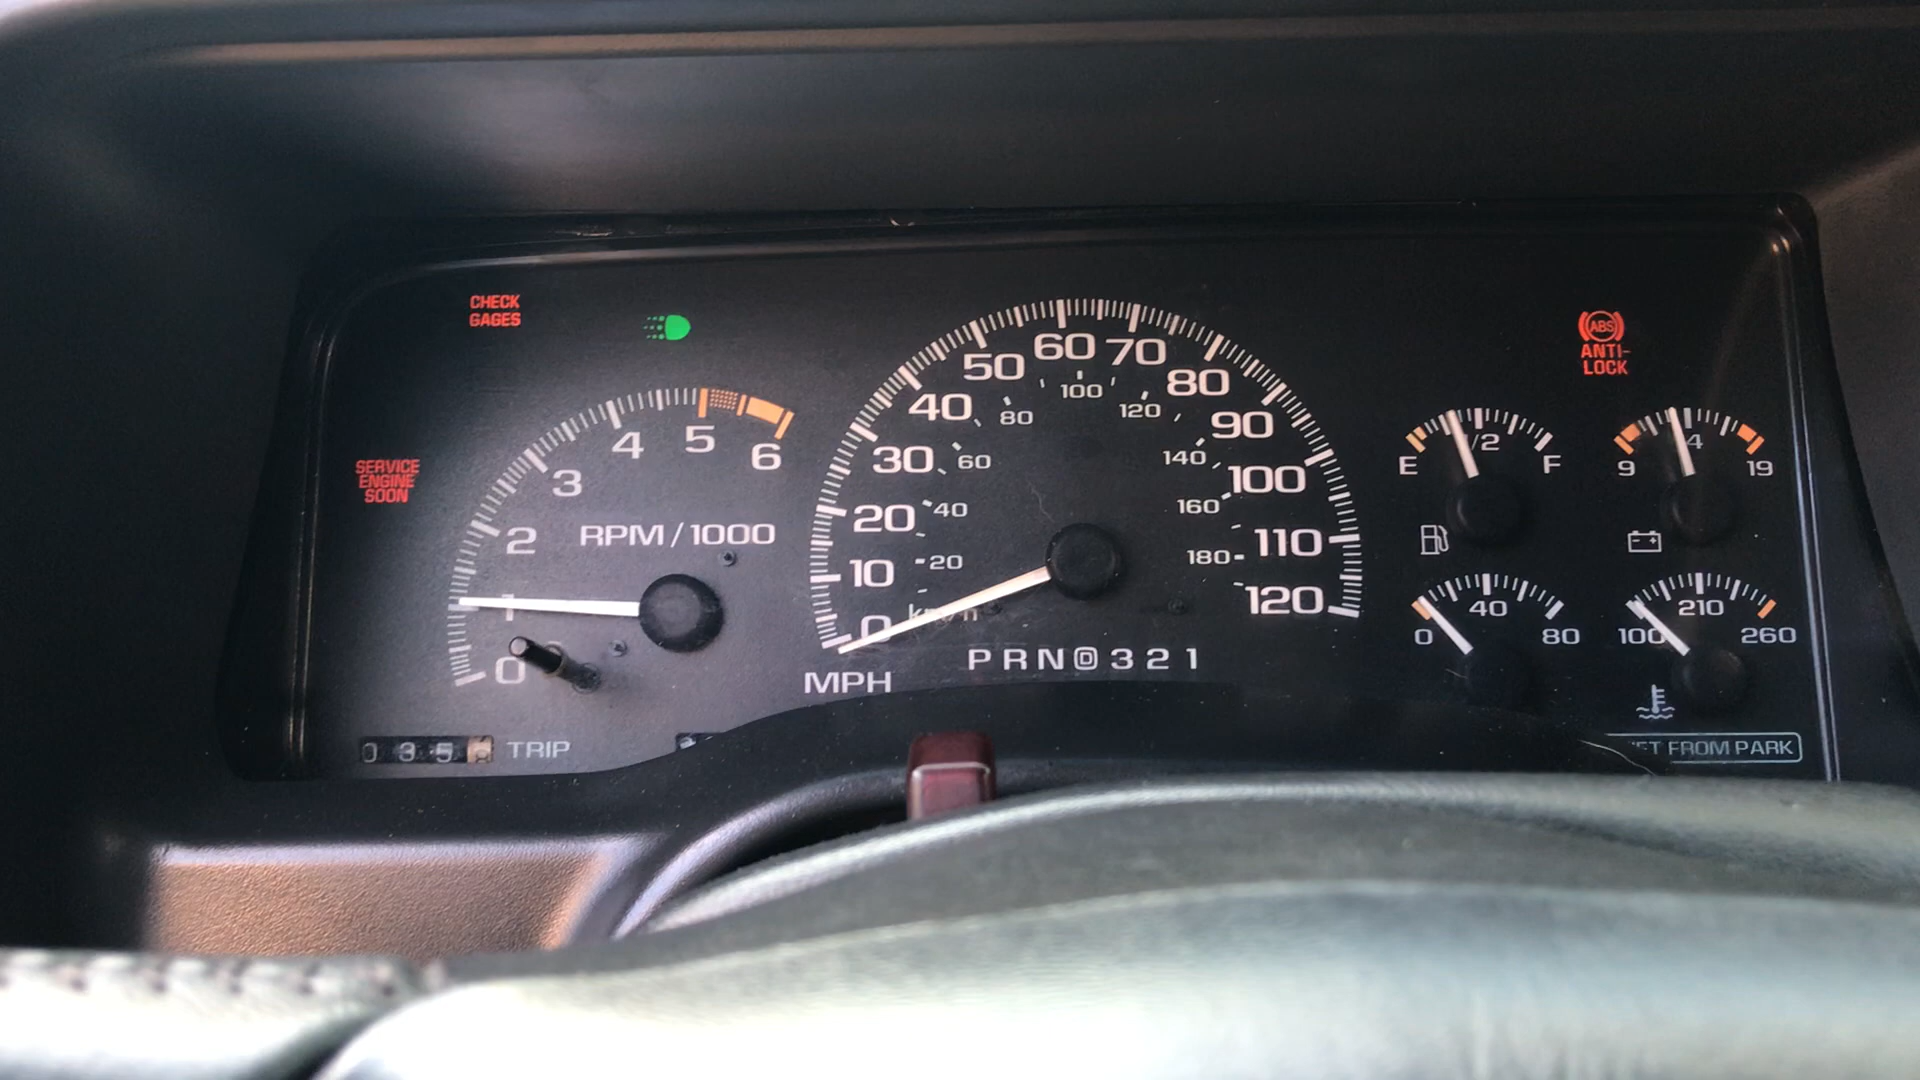 CHECK
GAGES
SERVICE
ENGINE
SOON
0 1 2 3 4 5 6
RPM/1000
TRIP
0 10 20 30 40 50 60 70 80 90 100 110 120
20 40 60 80 100 120 140 160 180
km/h
MPH
PRND321
ABS
ANTI-
LOCK
E 1/2 F
9 19
0 40 80
100 210 260
FROM PARK